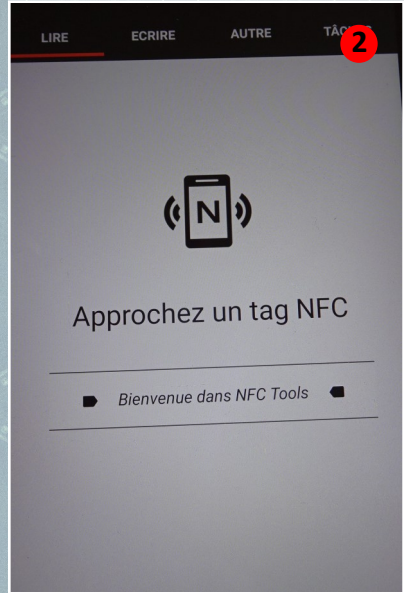 LIRE ECRIRE AUTRE
2
N
Approchez un tag NFC
Bienvenue dans NFC Tools